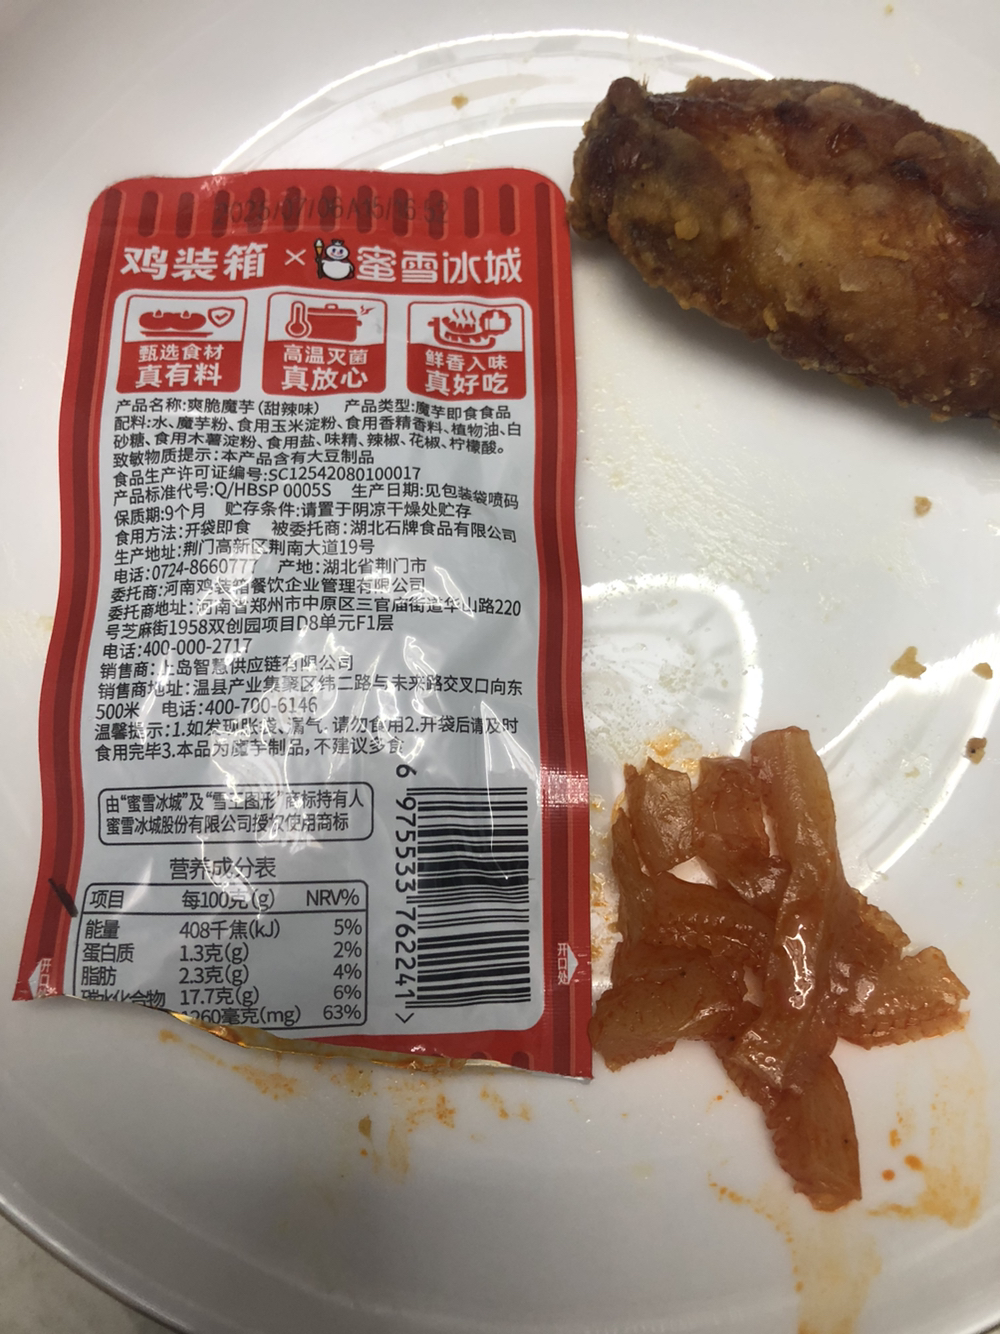 2025/07/06/15/16:52
鸡装箱 × 蜜雪冰城
甄选食材 高温灭菌 鲜香入味
真有料 真放心 真好吃
产品名称:爽脆魔芋(甜辣味) 产品类型:魔芋即食食品
配料:水、魔芋粉、食用玉米淀粉、食用香精香料、植物油、白
砂糖、食用木薯淀粉、食用盐、味精、辣椒、花椒、柠檬酸。
致敏物质提示:本产品含有大豆制品
食品生产许可证编号:SC12542080100017
产品标准代号:Q/HBSP 0005S 生产日期:见包装袋喷码
保质期:9个月 贮存条件:请置于阴凉干燥处贮存
食用方法:开袋即食 被委托商:湖北石牌食品有限公司
生产地址:荆门高新区荆南大道19号
电话:0724-8660777 产地:湖北省荆门市
委托商:河南鸡装箱餐饮企业管理有限公司
委托商地址:河南省郑州市中原区三官庙街道华山路220
号芝麻街1958双创园项目D8单元F1层
电话:400-000-2717
销售商:上岛智慧供应链有限公司
销售商地址:温县产业集聚区纬二路与未来路交叉口向东
500米 电话:400-700-6146
温馨提示:1.如发现胀袋、漏气,请勿食用2.开袋后请及时
食用完毕3.本品为魔芋制品,不建议多食
由“蜜雪冰城”及“雪王图形”商标持有人
蜜雪冰城股份有限公司授权使用商标
营养成分表
项目 每100克(g) NRV%
能量 408千焦(kJ) 5%
蛋白质 1.3克(g) 2%
脂肪 2.3克(g) 4%
碳水化合物 17.7克(g) 6%
1260毫克(mg) 63%
6 975533 762241 >
开口处
开口